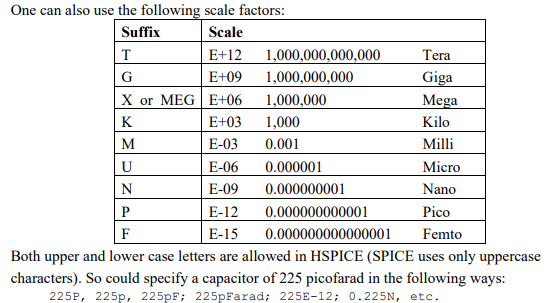 One can also use the following scale factors:
Suffix Scale
T E+12 1,000,000,000,000 Tera
G E+09 1,000,000,000 Giga
X or MEG E+06 1,000,000 Mega
K E+03 1,000 Kilo
M E-03 0.001 Milli
U E-06 0.000001 Micro
N E-09 0.000000001 Nano
P E-12 0.000000000001 Pico
F E-15 0.000000000000001 Femto
Both upper and lower case letters are allowed in HSPICE (SPICE uses only uppercase
characters). So could specify a capacitor of 225 picofarad in the following ways:
225P, 225p, 225pF; 225pFarad; 225E-12; 0.225N, etc.